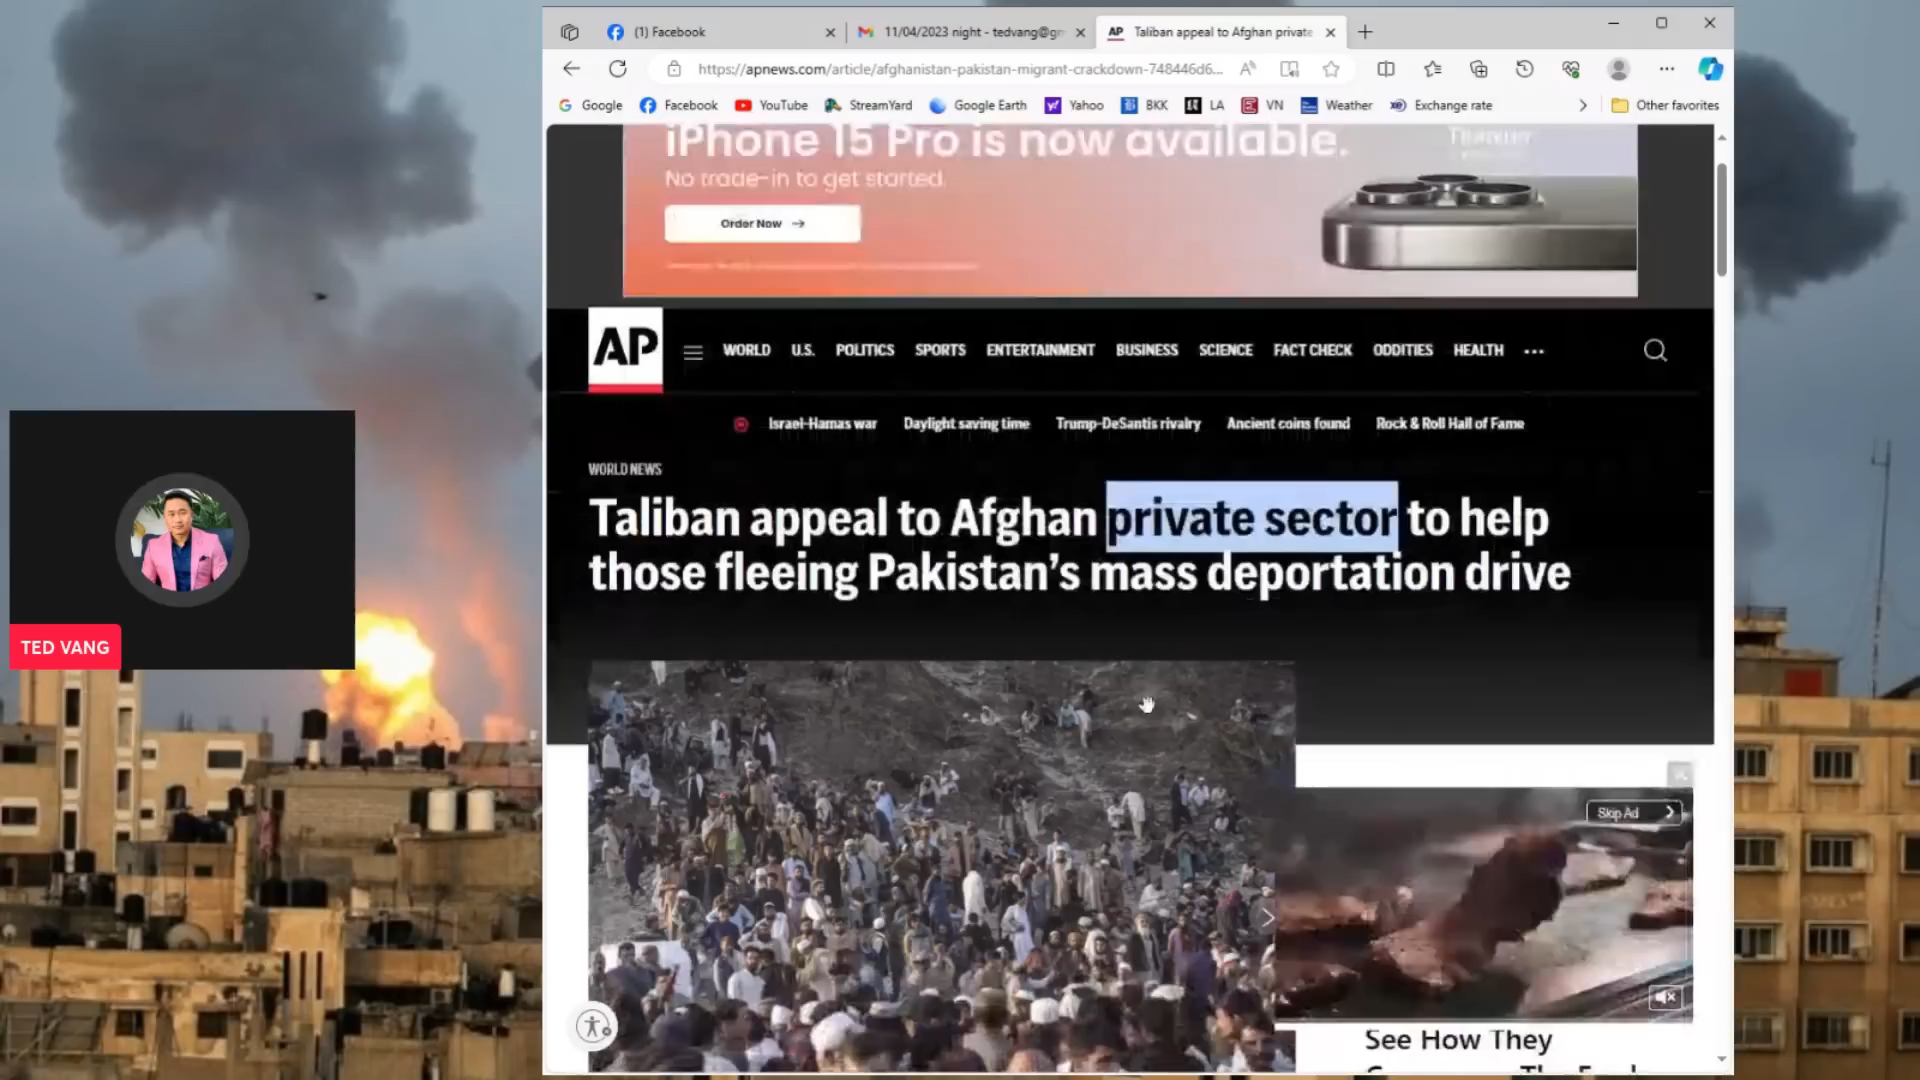 (1) Facebook
11/04/2023 night - tedvang@gm
AP Taliban appeal to Afghan private
https://apnews.com/article/afghanistan-pakistan-migrant-crackdown-748446d6...
Google Facebook YouTube StreamYard Google Earth Yahoo BKK LA VN Weather Exchange rate Other favorites
iPhone 15 Pro is now available.
No trade-in to get started.
Order Now →
AP
WORLD U.S. POLITICS SPORTS ENTERTAINMENT BUSINESS SCIENCE FACT CHECK ODDITIES HEALTH ...
Israel-Hamas war Daylight saving time Trump-DeSantis rivalry Ancient coins found Rock & Roll Hall of Fame
WORLD NEWS
Taliban appeal to Afghan private sector to help
those fleeing Pakistan's mass deportation drive
TED VANG
Skip Ad
See How They